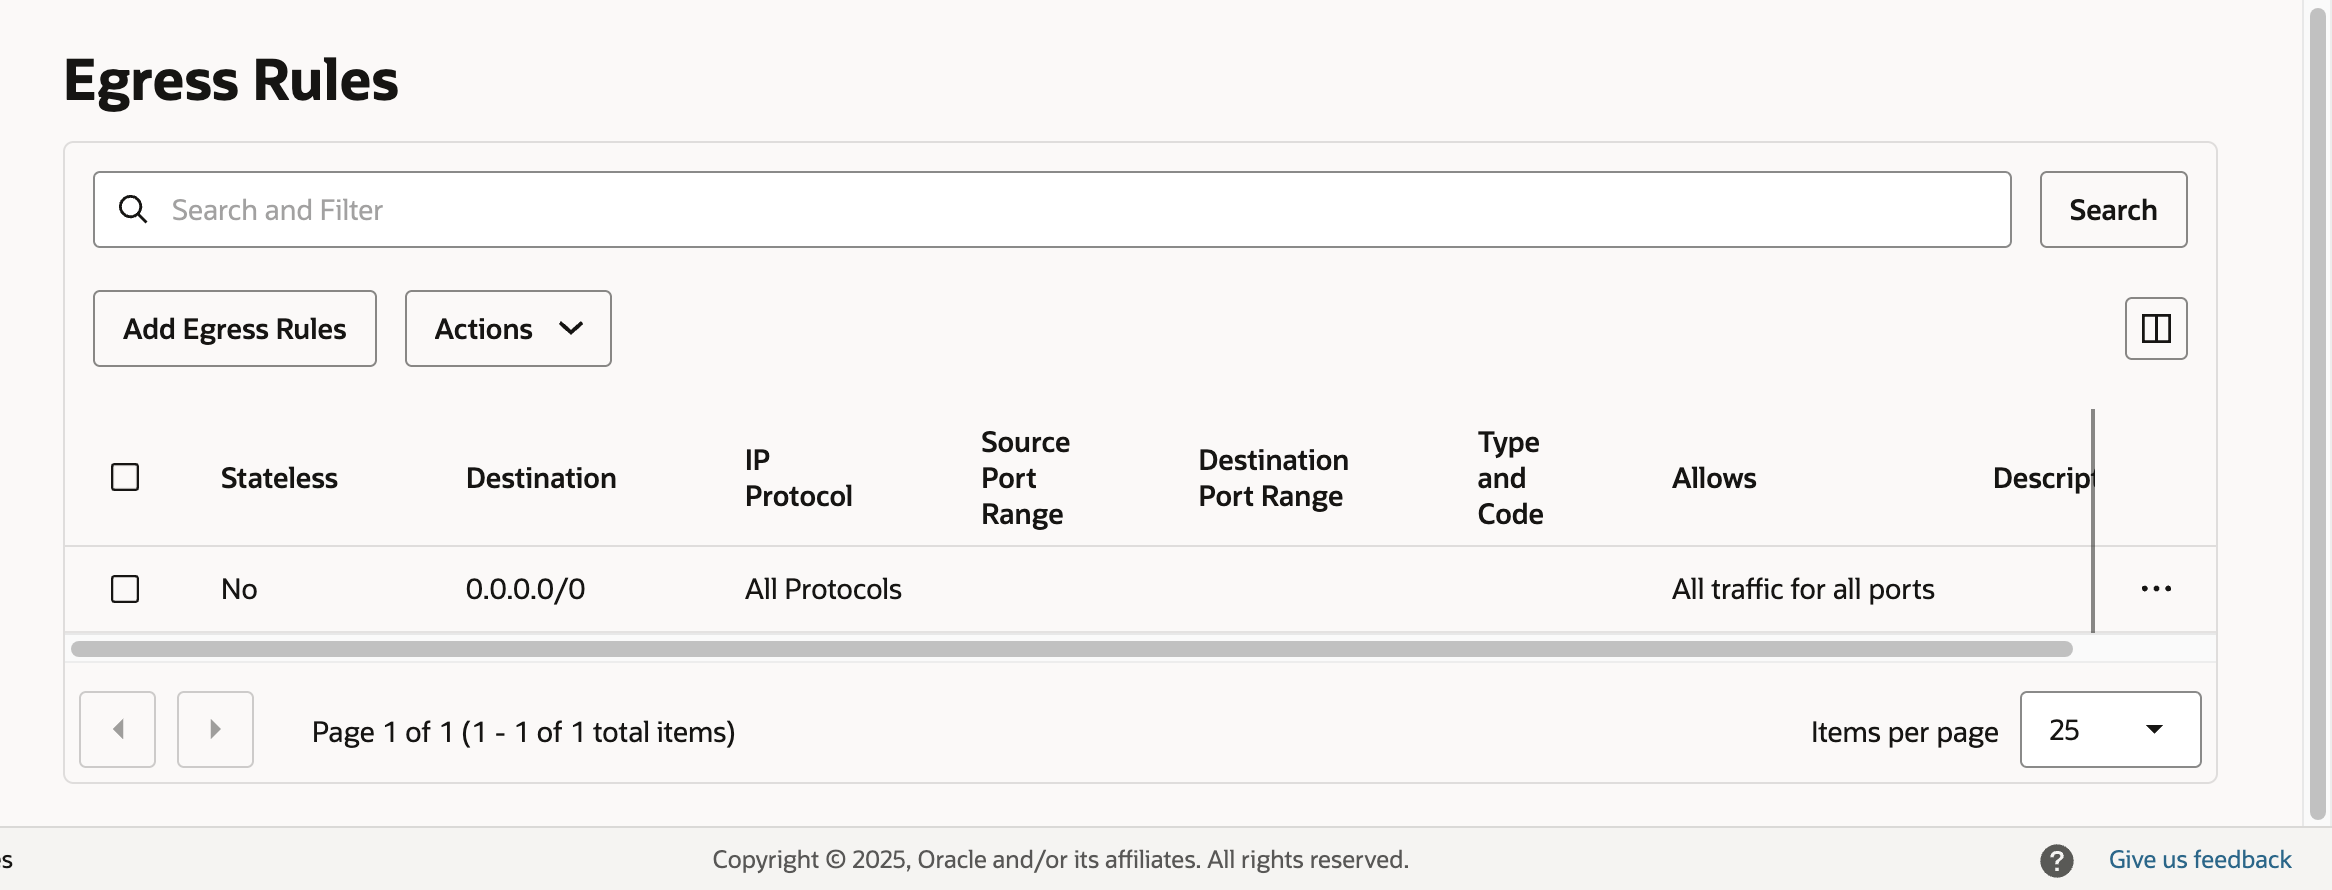 Egress Rules
Search and Filter
Search
Add Egress Rules
Actions
Stateless
Destination
IP
Protocol
Source
Port
Range
Destination
Port Range
Type
and
Code
Allows
Descript
No
0.0.0.0/0
All Protocols
All traffic for all ports
Page 1 of 1 (1 - 1 of 1 total items)
Items per page
25
s
Copyright © 2025, Oracle and/or its affiliates. All rights reserved.
?
Give us feedback